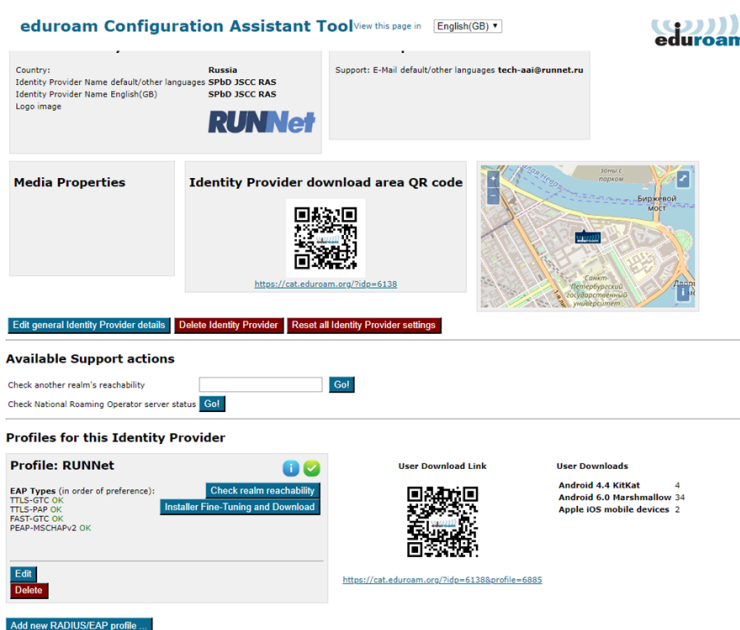 eduroam Configuration Assistant Tool View this page in English(GB)
eduroam
Country: Russia
Identity Provider Name default/other languages SPbD JSCC RAS
Identity Provider Name English(GB) SPbD JSCC RAS
Logo image
RUNNet
Support: E-Mail default/other languages tech-aai@runnet.ru
Media Properties
Identity Provider download area QR code
https://cat.eduroam.org/?idp=6138
+
−
зоны с
парком
Биржевой
мост
Санкт-
Петербургский
государственный
университет
i
Edit general Identity Provider details Delete Identity Provider Reset all Identity Provider settings
Available Support actions
Check another realm's reachability Go!
Check National Roaming Operator server status Go!
Profiles for this Identity Provider
Profile: RUNNet
i
EAP Types (in order of preference):
TTLS-GTC OK
TTLS-PAP OK
FAST-GTC OK
PEAP-MSCHAPv2 OK
Check realm reachability
Installer Fine-Tuning and Download
Edit
Delete
User Download Link
https://cat.eduroam.org/?idp=6138&profile=6885
User Downloads
Android 4.4 KitKat 4
Android 6.0 Marshmallow 34
Apple iOS mobile devices 2
Add new RADIUS/EAP profile ...